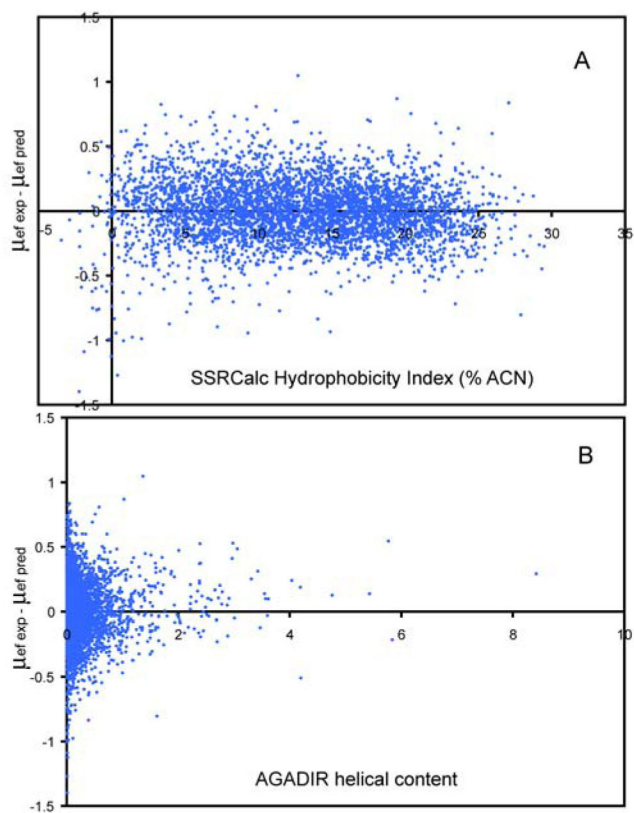 A
1.5
1
0.5
0
-0.5
-1
-1.5
-5 0 5 10 15 20 25 30 35
μef exp - μef pred
SSRCalc Hydrophobicity Index (% ACN)
B
1.5
1
0.5
0
-0.5
-1
-1.5
0 2 4 6 8 10
μef exp - μef pred
AGADIR helical content